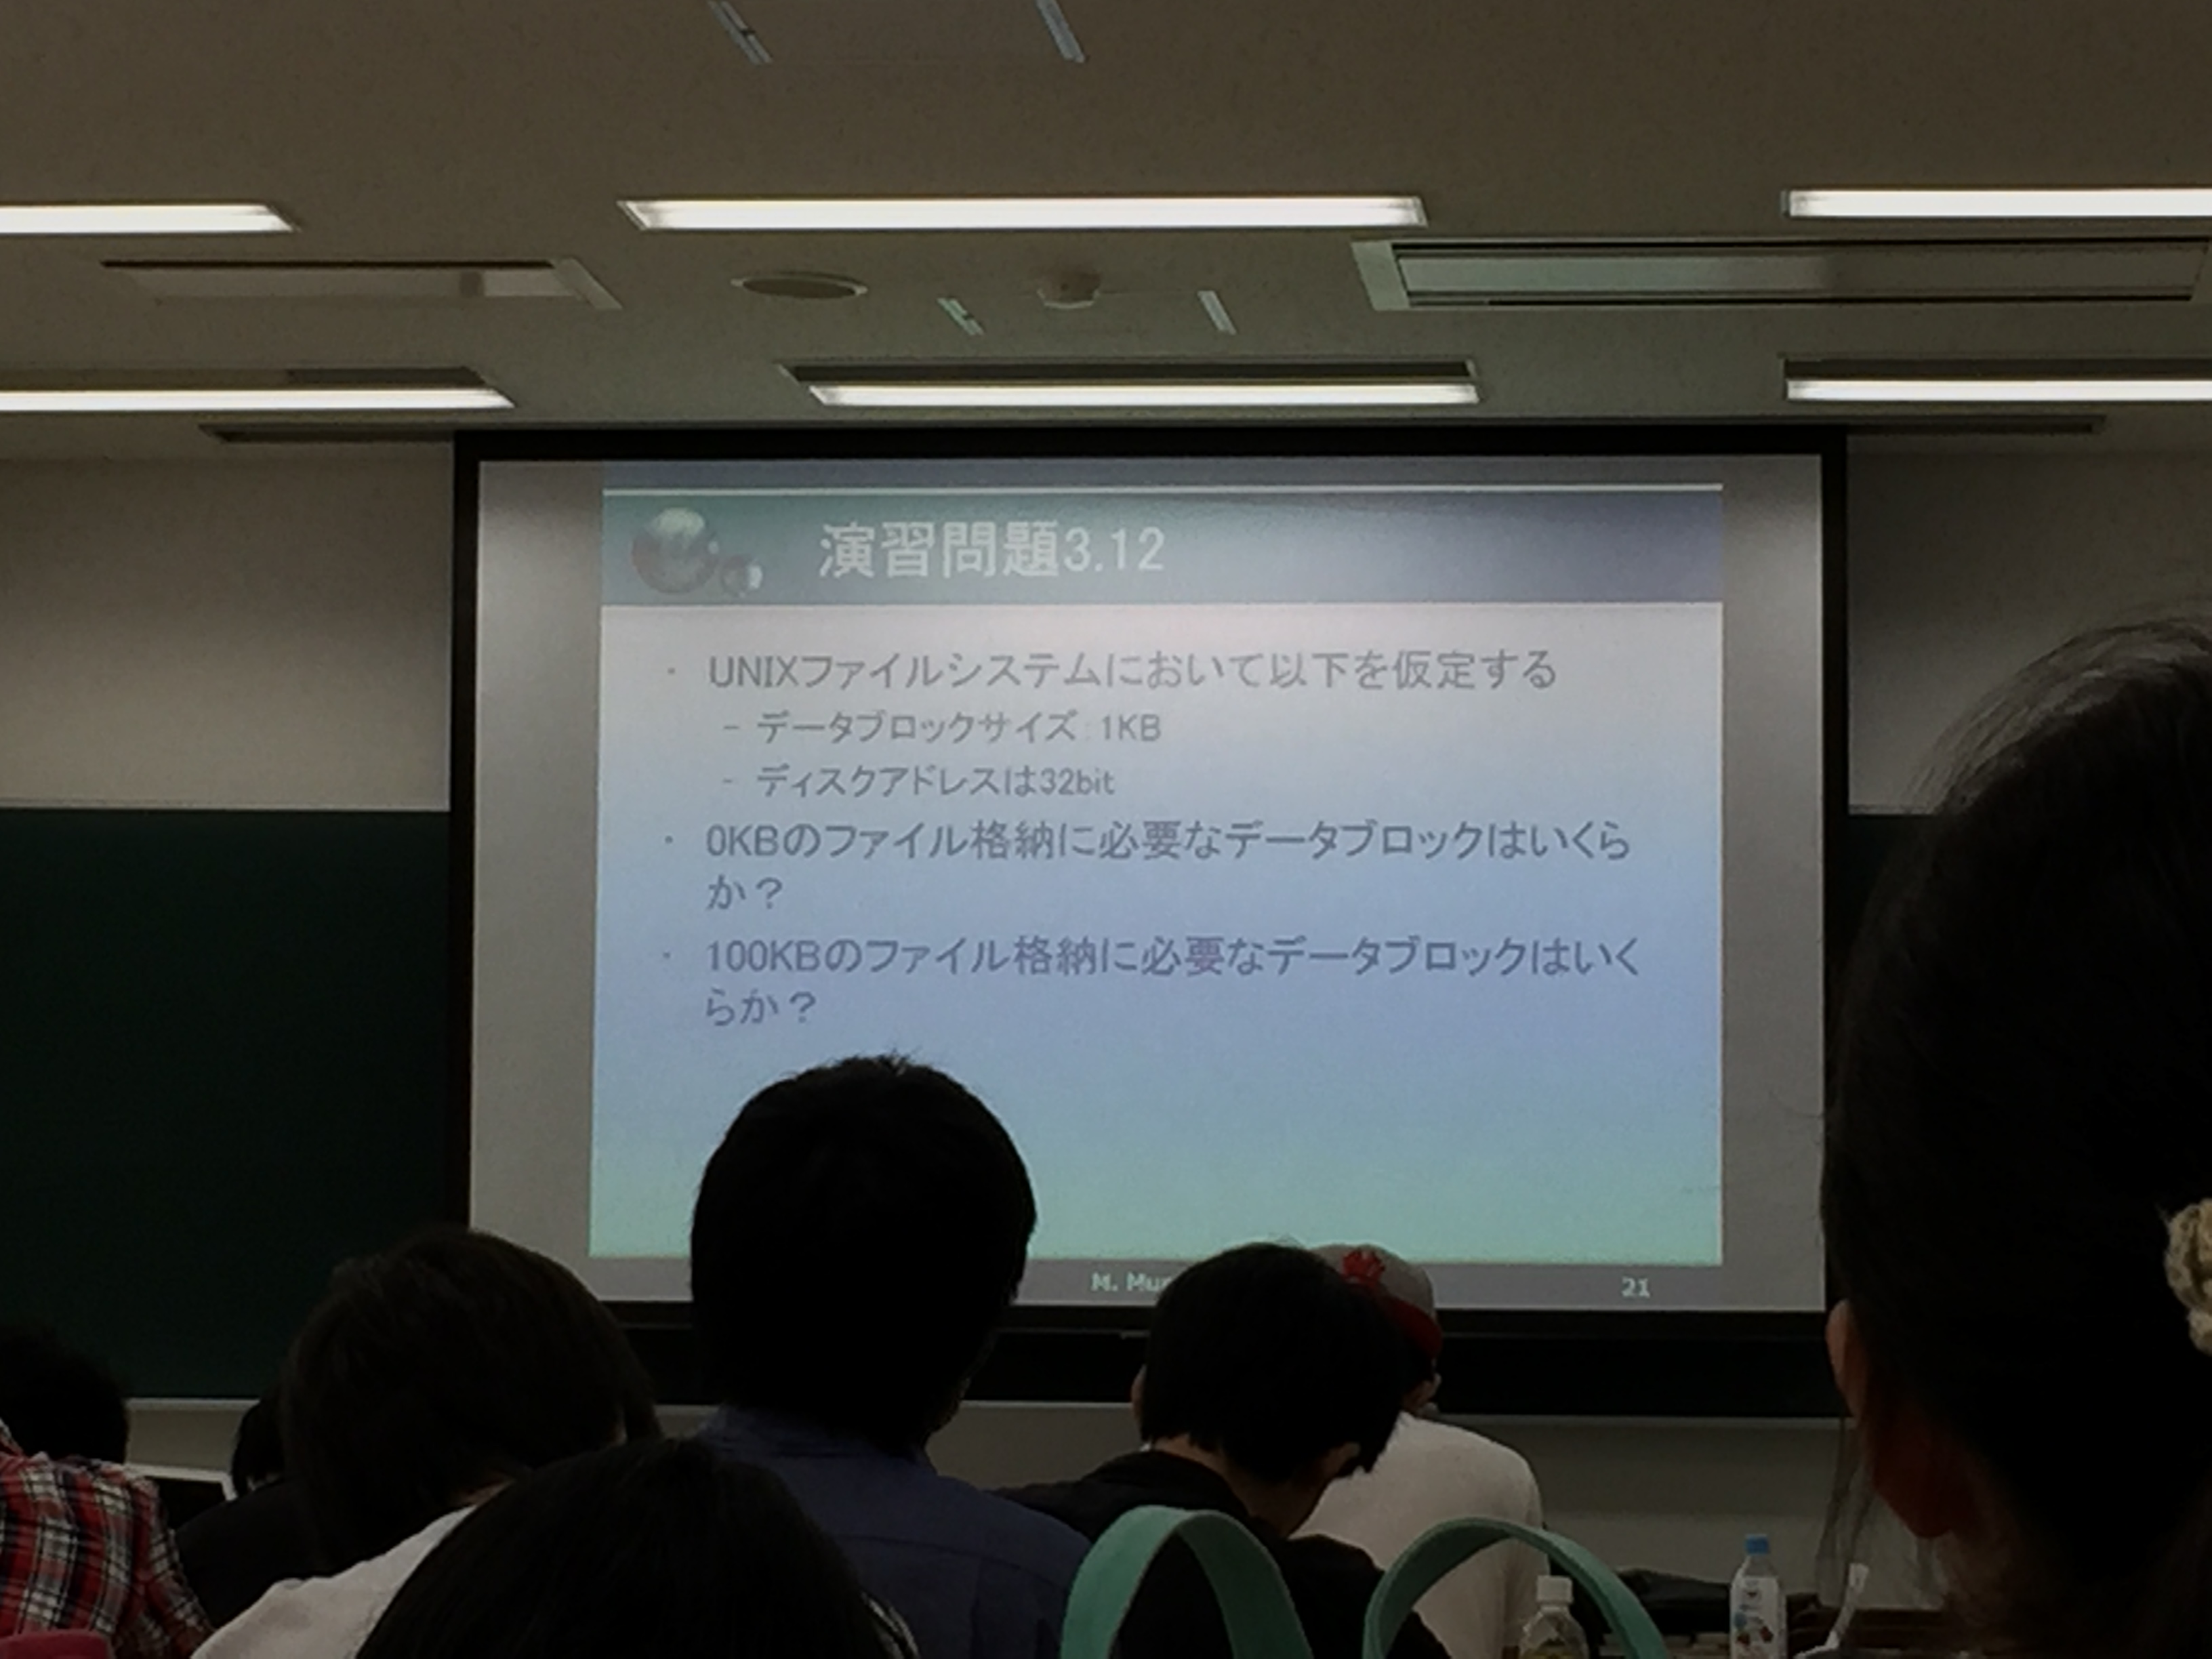 演習問題3.12
・ UNIXファイルシステムにおいて以下を仮定する
– データブロックサイズ：1KB
– ディスクアドレスは32bit
・ 0KBのファイル格納に必要なデータブロックはいくら
か？
・ 100KBのファイル格納に必要なデータブロックはいく
らか？
M.
21